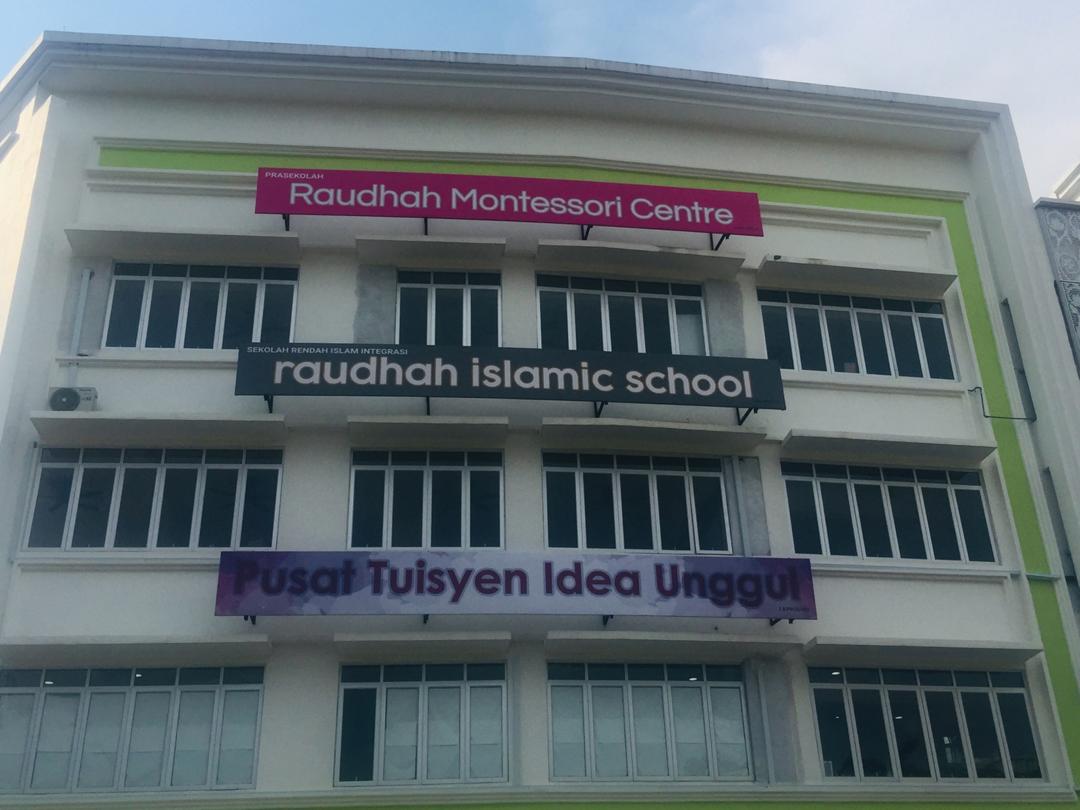 PRASEKOLAH
Raudhah Montessori Centre
SEKOLAH RENDAH ISLAM INTEGRASI
raudhah islamic school
Pusat Tuisyen Idea Unggul